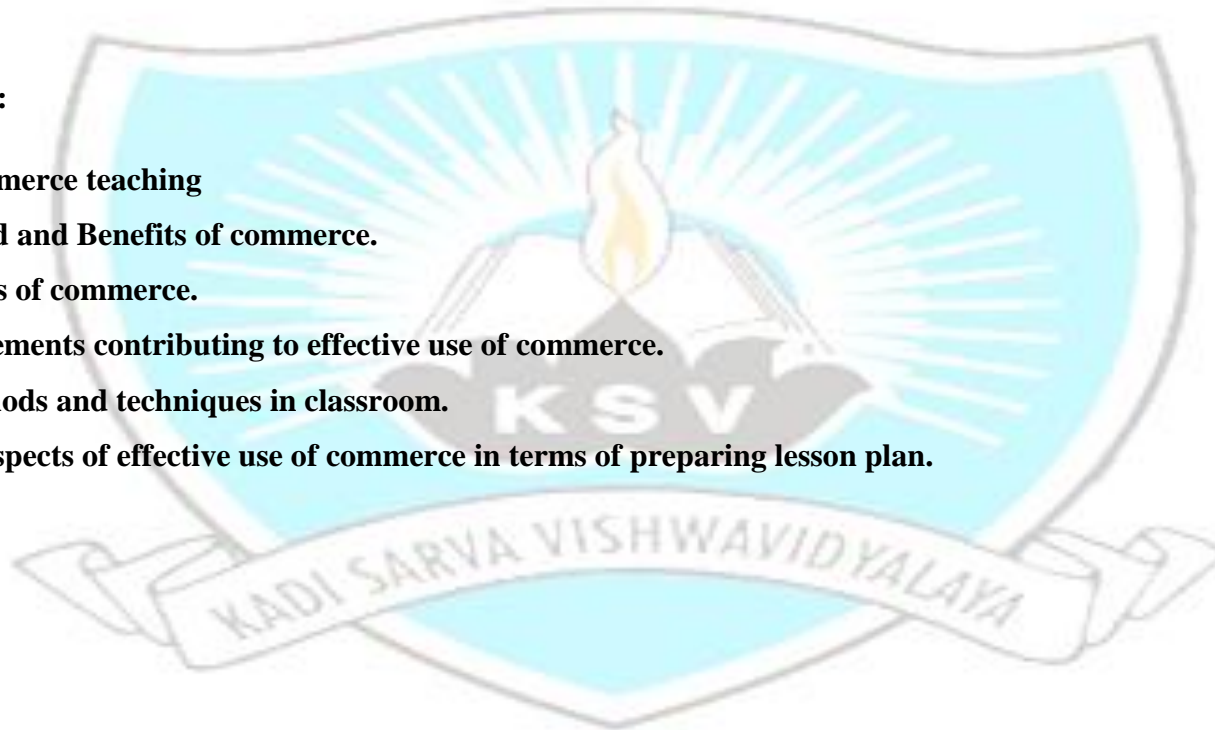 :
merce teaching
d and Benefits of commerce.
s of commerce.
ements contributing to effective use of commerce.
ods and techniques in classroom.
spects of effective use of commerce in terms of preparing lesson plan.
KSV
KADI SARVA VISHWAVIDYALAYA